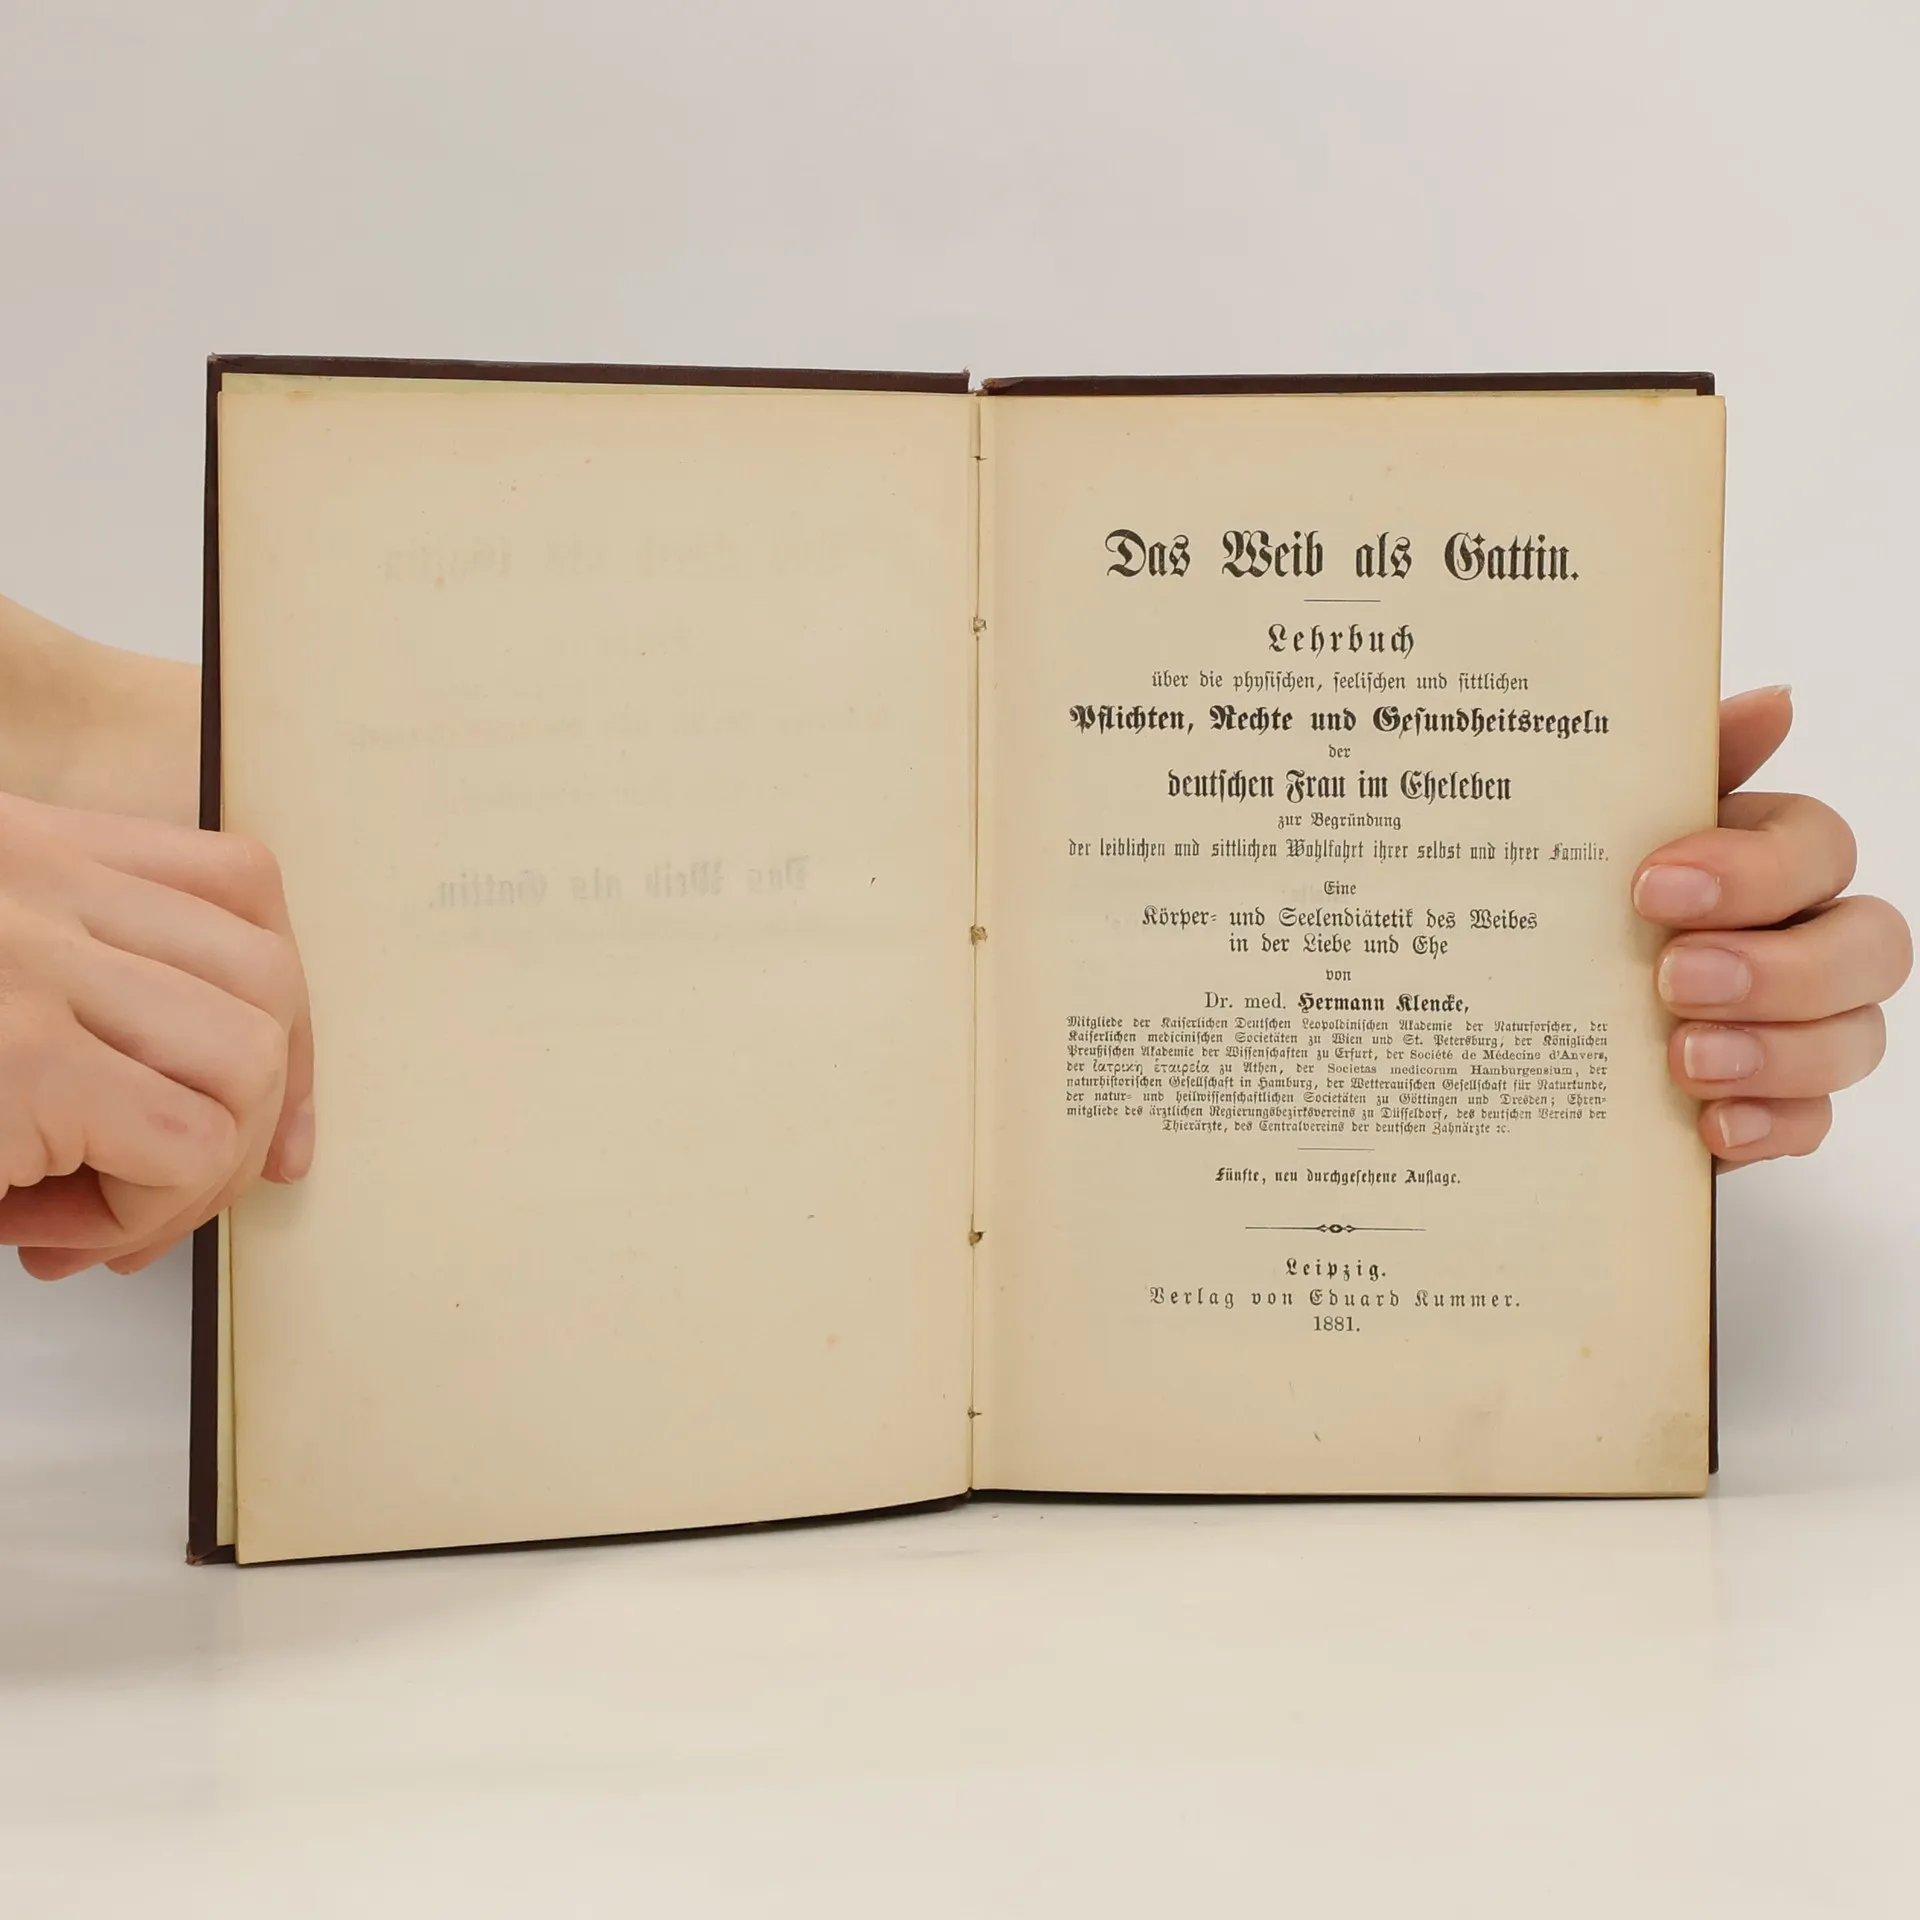 Das Weib als Gattin.
Das Weib als Gattin.
Lehrbuch
über die physischen, seelischen und sittlichen
Pflichten, Rechte und Gesundheitsregeln
der
deutschen Frau im Eheleben
zur Begründung
der leiblichen und sittlichen Wohlfahrt ihrer selbst und ihrer Familie.
Eine
Körper- und Seelendiätetik des Weibes
in der Liebe und Ehe
von
Dr. med. Hermann Klencke,
Mitgliede der Kaiserlichen Deutschen Leopoldinischen Akademie der Naturforscher, der
Kaiserlichen medicinischen Societäten zu Wien und St. Petersburg, der Königlichen
Preußischen Akademie der Wissenschaften zu Erfurt, der Société de Médecine d'Anvers,
der ἰατρικὴ ἑταιρεία zu Athen, der Societas medicorum Hamburgensium, der
naturhistorischen Gesellschaft in Hamburg, der Wetterauischen Gesellschaft für Naturkunde,
der natur- und heilwissenschaftlichen Societäten zu Göttingen und Dresden; Ehren-
mitgliede des ärztlichen Regierungsbezirksvereins zu Düsseldorf, des deutschen Vereins der
Thierärzte, des Centralvereins der deutschen Zahnärzte ꝛc.
Fünfte, neu durchgesehene Auflage.
Leipzig.
Verlag von Eduard Kummer.
1881.